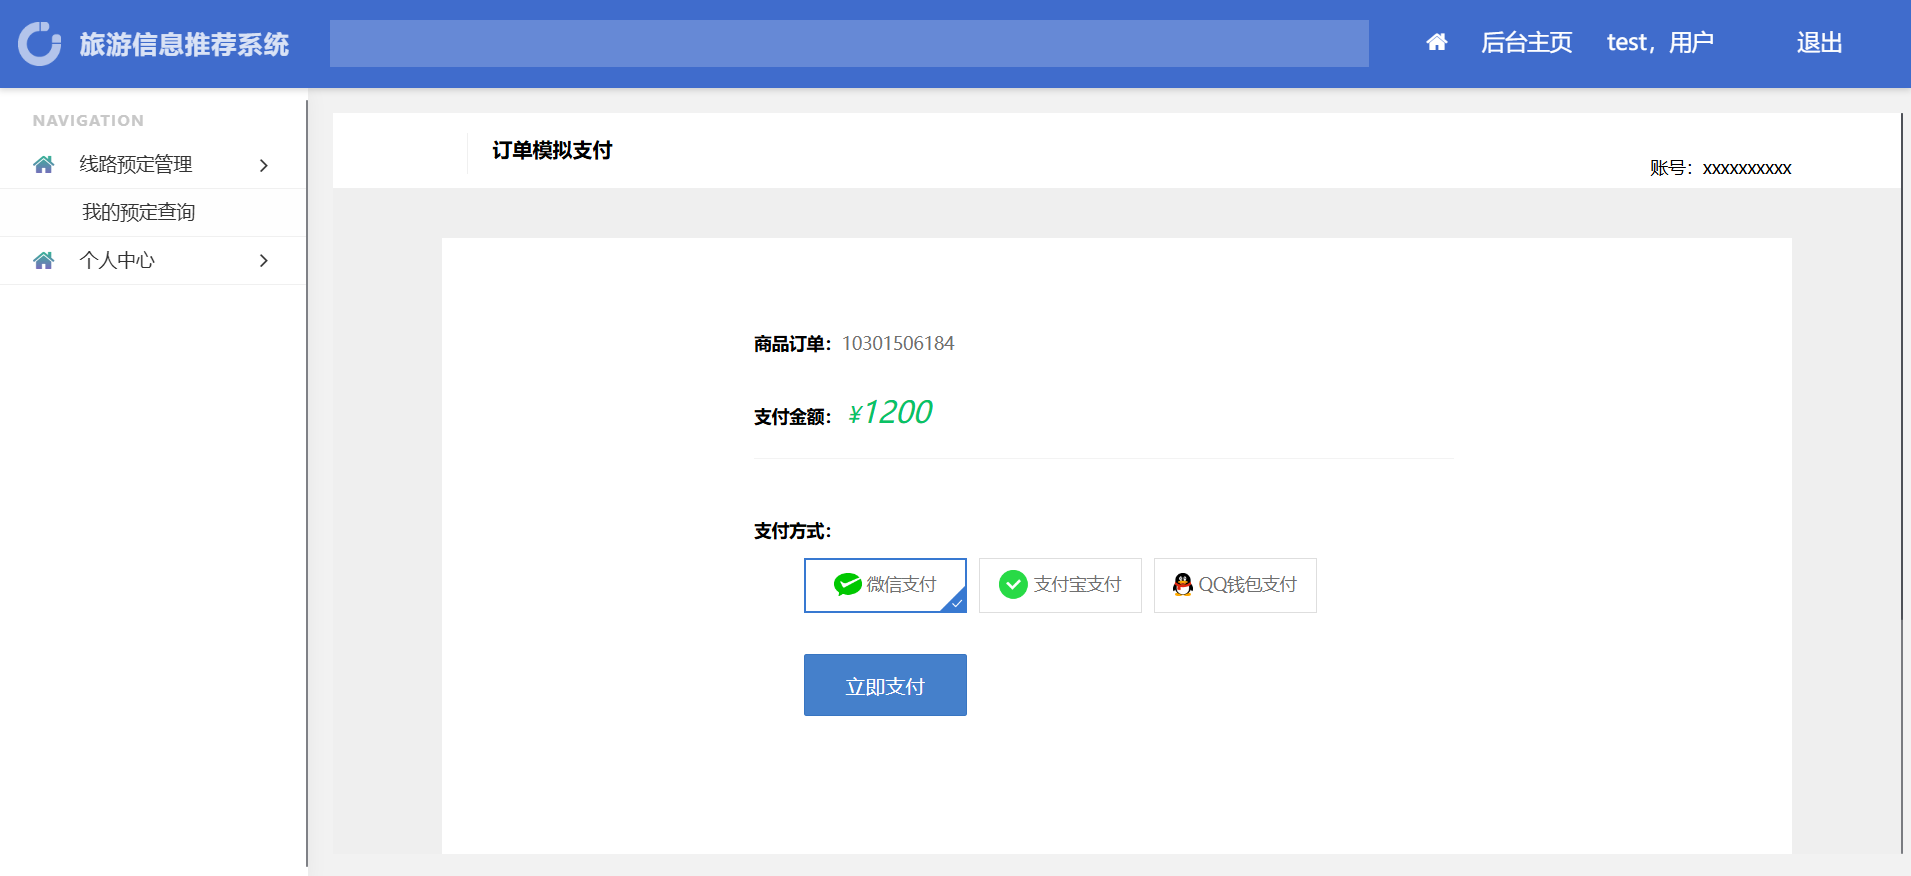 旅游信息推荐系统
后台主页
test，用户
退出
NAVIGATION
线路预定管理
我的预定查询
个人中心
订单模拟支付
账号：xxxxxxxxxx
商品订单：10301506184
支付金额：¥1200
支付方式：
微信支付
支付宝支付
QQ钱包支付
立即支付